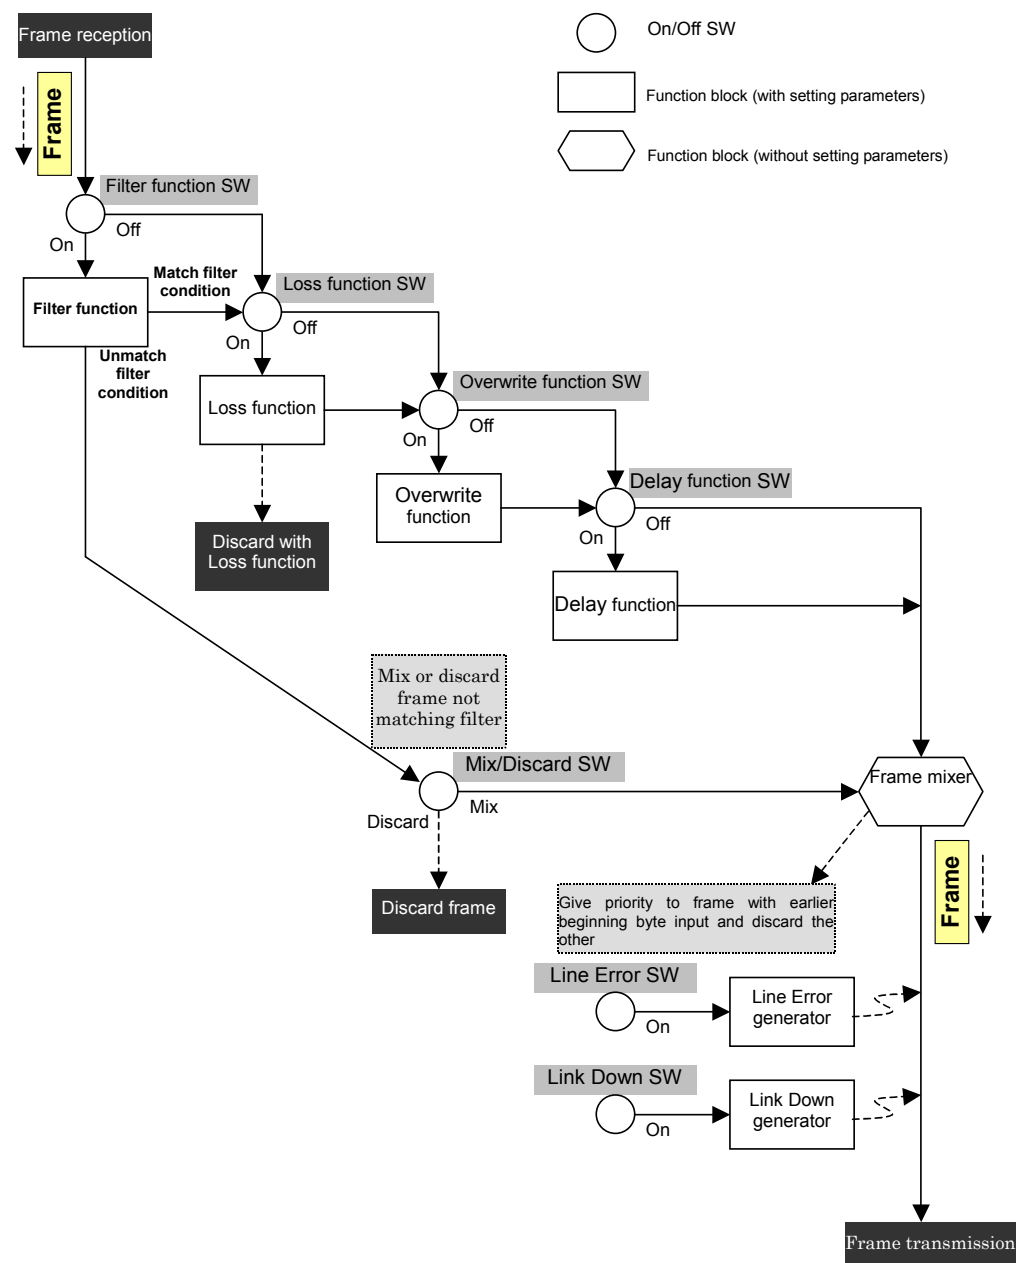 Frame reception
On/Off SW
Function block (with setting parameters)
Function block (without setting parameters)
Frame
Filter function SW
Off
On
Match filter
condition
Filter function
Loss function SW
Off
On
Unmatch
filter
condition
Loss function
Overwrite function SW
Off
On
Overwrite
function
Delay function SW
Off
On
Discard with
Loss function
Delay function
Mix or discard
frame not
matching filter
Mix/Discard SW
Mix
Discard
Frame mixer
Discard frame
Give priority to frame with earlier
beginning byte input and discard the
other
Frame
Line Error SW
On
Line Error
generator
Link Down SW
On
Link Down
generator
Frame transmission